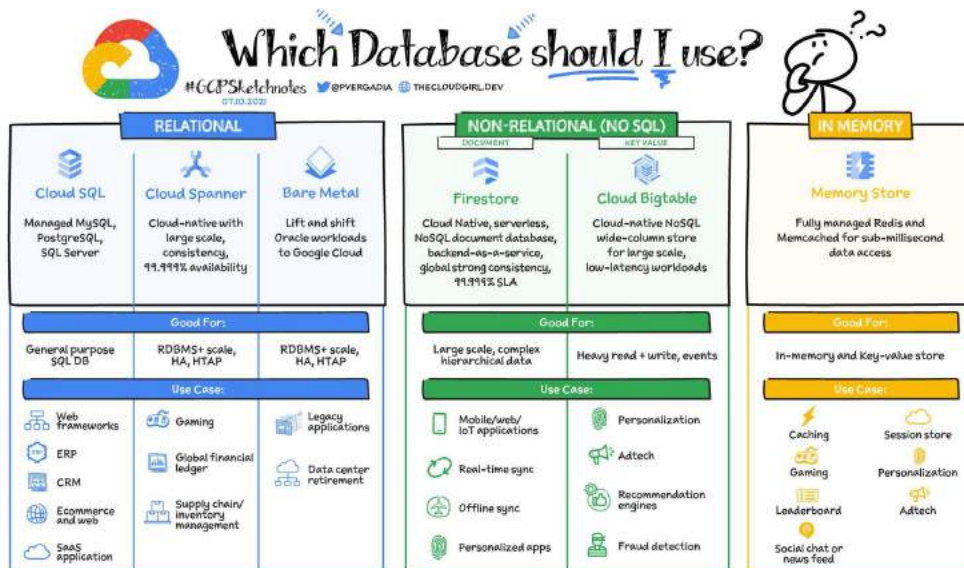 Which Database should I use?
#GCPSketchnotes @PVERGADIA THECLOUDGIRL.DEV
07.10.2021
RELATIONAL
Cloud SQL
Managed MySQL,
PostgreSQL,
SQL Server
Cloud Spanner
Cloud-native with
large scale,
consistency,
99.999% availability
Bare Metal
Lift and shift
Oracle workloads
to Google Cloud
Good For:
General purpose
SQL DB
RDBMS+ scale,
HA, HTAP
RDBMS+ scale,
HA, HTAP
Use Case:
Web
frameworks
ERP
CRM
Ecommerce
and web
SaaS
application
Gaming
Global financial
ledger
Supply chain/
inventory
management
Legacy
applications
Data center
retirement
NON-RELATIONAL (NO SQL)
DOCUMENT
Firestore
Cloud Native, serverless,
NoSQL document database,
backend-as-a-service,
global strong consistency,
99.999% SLA
KEY VALUE
Cloud Bigtable
Cloud-native NoSQL
wide-column store
for large scale,
low-latency workloads
Good For:
Large scale, complex
hierarchical data
Heavy read + write, events
Use Case:
Mobile/web/
IoT applications
Real-time sync
Offline sync
Personalized apps
Personalization
Adtech
Recommendation
engines
Fraud detection
IN MEMORY
Memory Store
Fully managed Redis and
Memcached for sub-millisecond
data access
Good For:
In-memory and Key-value store
Use Case:
Caching
Session store
Gaming
Personalization
Leaderboard
Adtech
Social chat or
news feed